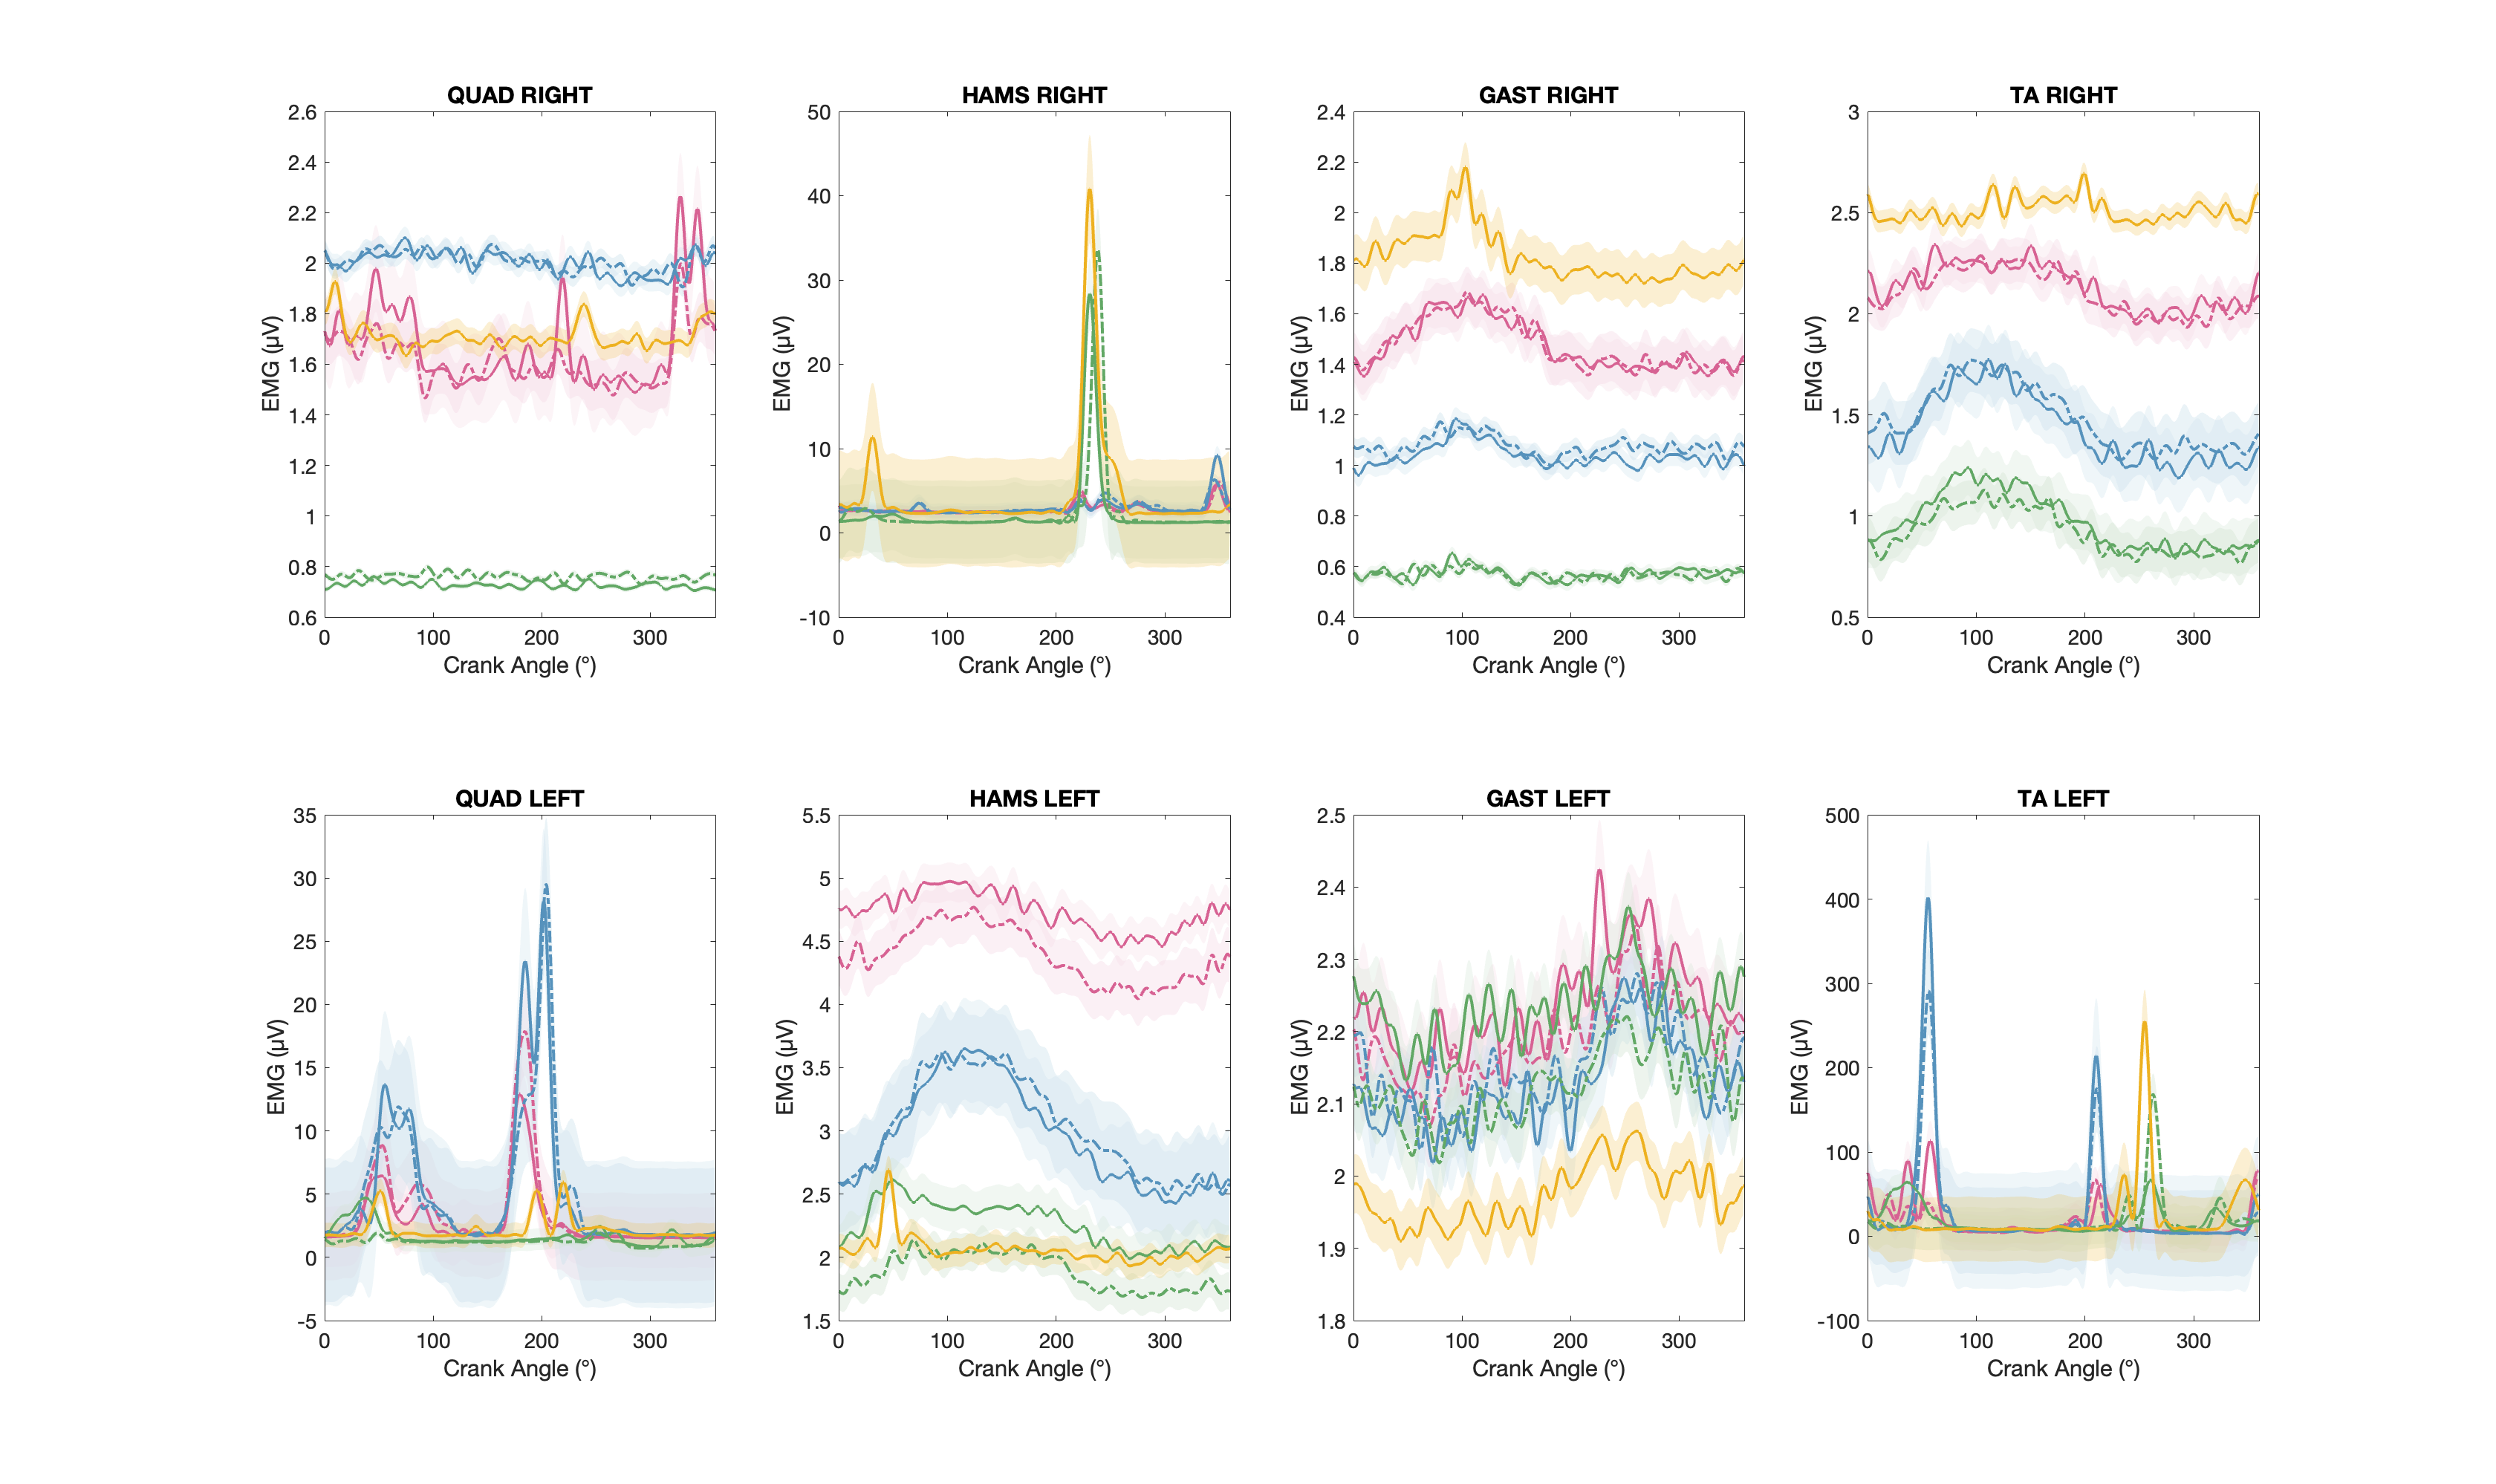 QUAD RIGHT
HAMS RIGHT
GAST RIGHT
TA RIGHT
2.6
2.4
2.2
2
1.8
1.6
1.4
1.2
1
0.8
0.6
EMG (µV)
0 100 200 300
Crank Angle (°)
50
40
30
20
10
0
-10
EMG (µV)
0 100 200 300
Crank Angle (°)
2.4
2.2
2
1.8
1.6
1.4
1.2
1
0.8
0.6
0.4
EMG (µV)
0 100 200 300
Crank Angle (°)
3
2.5
2
1.5
1
0.5
EMG (µV)
0 100 200 300
Crank Angle (°)
QUAD LEFT
HAMS LEFT
GAST LEFT
TA LEFT
35
30
25
20
15
10
5
0
-5
EMG (µV)
0 100 200 300
Crank Angle (°)
5.5
5
4.5
4
3.5
3
2.5
2
1.5
EMG (µV)
0 100 200 300
Crank Angle (°)
2.5
2.4
2.3
2.2
2.1
2
1.9
1.8
EMG (µV)
0 100 200 300
Crank Angle (°)
500
400
300
200
100
0
-100
EMG (µV)
0 100 200 300
Crank Angle (°)